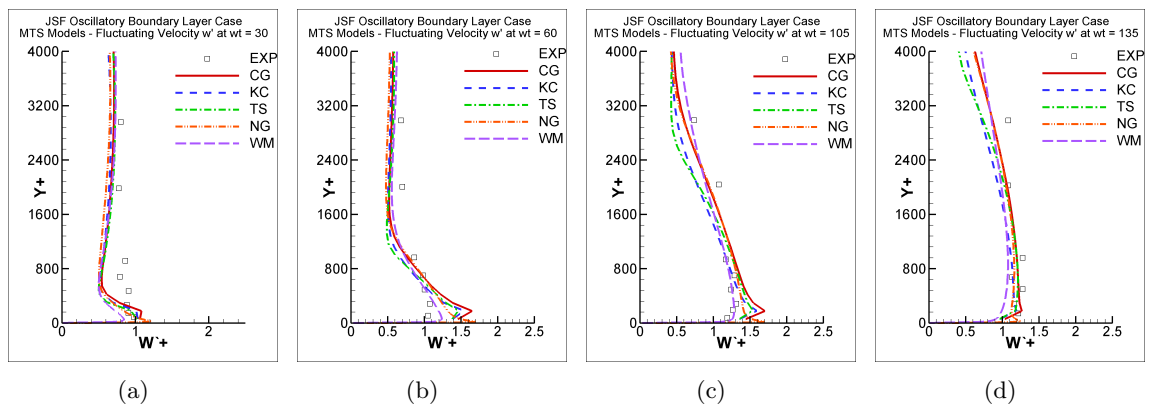 JSF Oscillatory Boundary Layer Case
MTS Models - Fluctuating Velocity w' at wt = 30
4000
3200
2400
1600
800
0
Y+
EXP
CG
KC
TS
NG
WM
0 1 2
W`+
(a)
JSF Oscillatory Boundary Layer Case
MTS Models - Fluctuating Velocity w' at wt = 60
4000
3200
2400
1600
800
0
Y+
EXP
CG
KC
TS
NG
WM
0 0.5 1 1.5 2 2.5
W`+
(b)
JSF Oscillatory Boundary Layer Case
MTS Models - Fluctuating Velocity w' at wt = 105
4000
3200
2400
1600
800
0
Y+
EXP
CG
KC
TS
NG
WM
0 0.5 1 1.5 2 2.5
W`+
(c)
JSF Oscillatory Boundary Layer Case
MTS Models - Fluctuating Velocity w' at wt = 135
4000
3200
2400
1600
800
0
Y+
EXP
CG
KC
TS
NG
WM
0 0.5 1 1.5 2 2.5
W`+
(d)